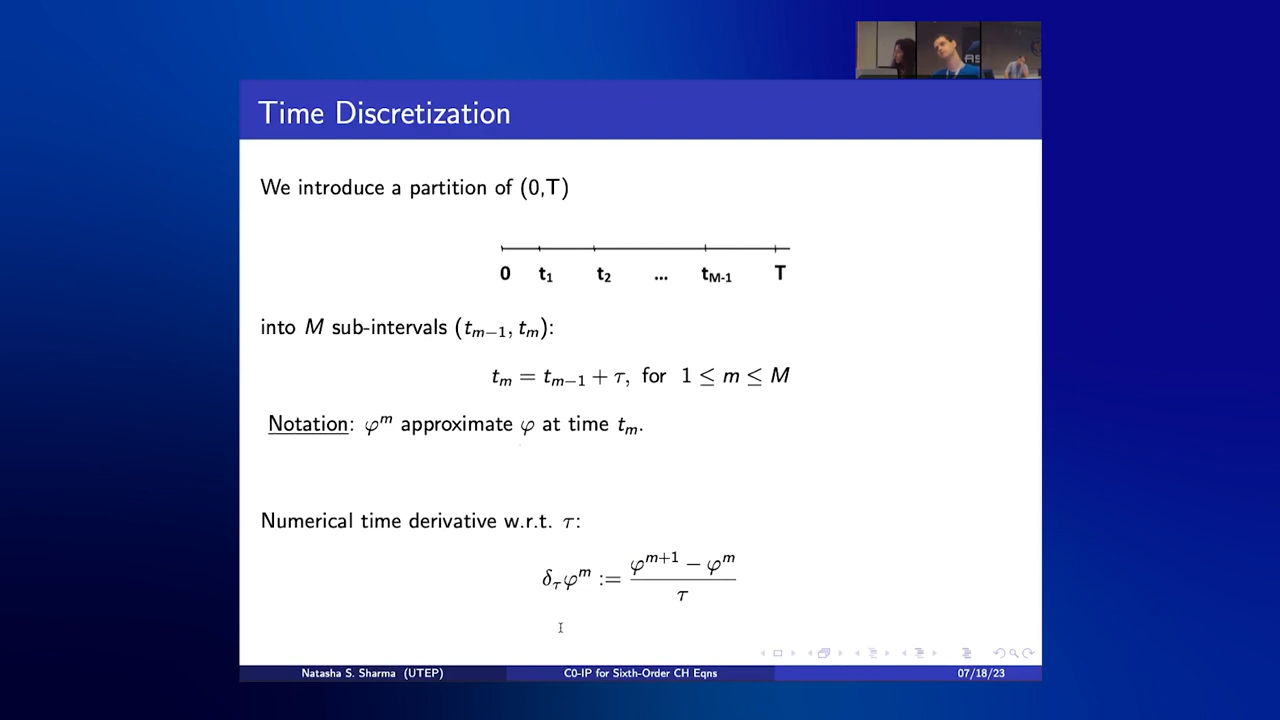 AS
Time Discretization
We introduce a partition of (0,T)
0 t₁ t₂ ... t_{M-1} T
into M sub-intervals (t_{m−1}, t_m):
t_m = t_{m−1} + τ, for 1 ≤ m ≤ M
Notation: φ^m approximate φ at time t_m.
Numerical time derivative w.r.t. τ:
δ_τφ^m := (φ^{m+1} − φ^m) / τ
Natasha S. Sharma (UTEP) C0-IP for Sixth-Order CH Eqns 07/18/23